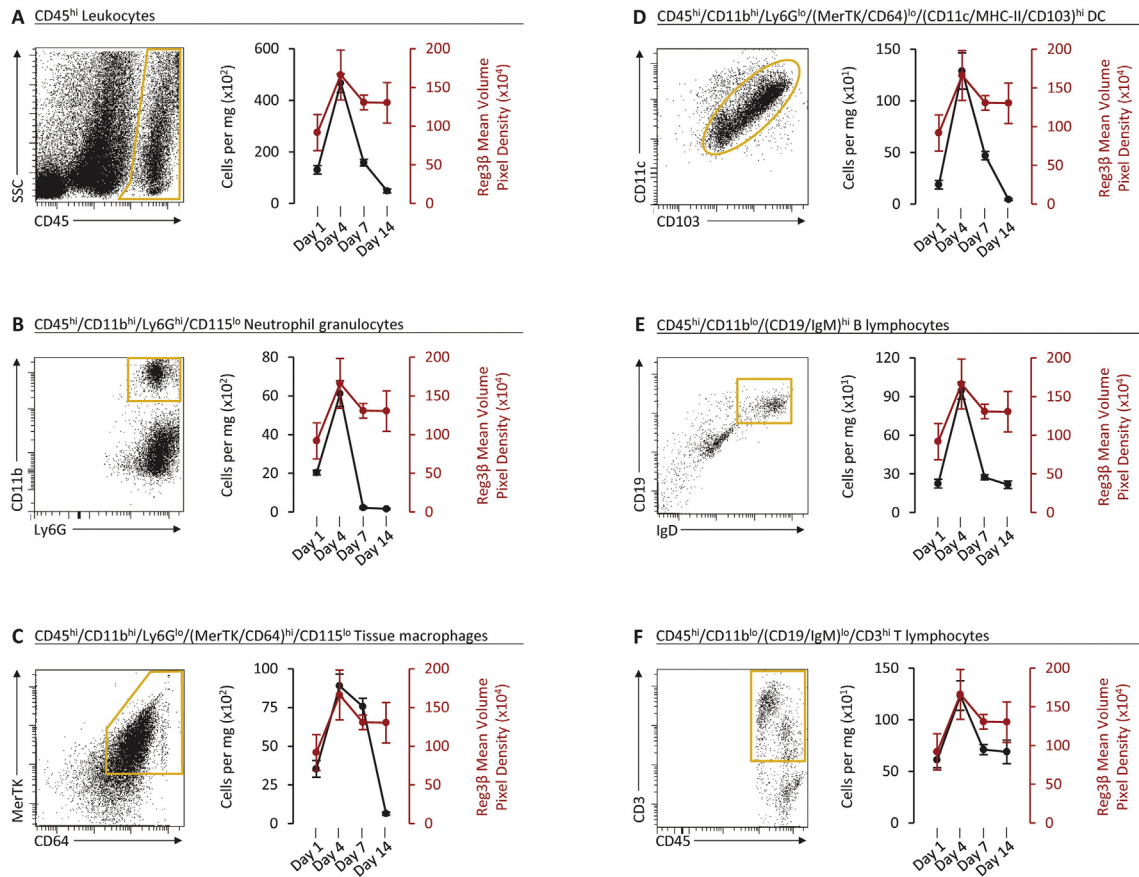 A CD45hi Leukocytes
SSC
CD45
Cells per mg (x10²)
600
400
200
0
200
150
100
50
0
Reg3β Mean Volume
Pixel Density (x10⁴)
Day 1
Day 4
Day 7
Day 14
B CD45hi/CD11bhi/Ly6Ghi/CD115lo Neutrophil granulocytes
CD11b
Ly6G
Cells per mg (x10²)
80
60
40
20
0
200
150
100
50
0
Reg3β Mean Volume
Pixel Density (x10⁴)
Day 1
Day 4
Day 7
Day 14
C CD45hi/CD11bhi/Ly6Glo/(MerTK/CD64)hi/CD115lo Tissue macrophages
MerTK
CD64
Cells per mg (x10²)
100
75
50
25
0
200
150
100
50
0
Reg3β Mean Volume
Pixel Density (x10⁴)
Day 1
Day 4
Day 7
Day 14
D CD45hi/CD11bhi/Ly6Glo/(MerTK/CD64)lo/(CD11c/MHC-II/CD103)hi DC
CD11c
CD103
Cells per mg (x10¹)
150
100
50
0
200
150
100
50
0
Reg3β Mean Volume
Pixel Density (x10⁴)
Day 1
Day 4
Day 7
Day 14
E CD45hi/CD11blo/(CD19/IgM)hi B lymphocytes
CD19
IgD
Cells per mg (x10¹)
120
90
60
30
0
200
150
100
50
0
Reg3β Mean Volume
Pixel Density (x10⁴)
Day 1
Day 4
Day 7
Day 14
F CD45hi/CD11blo/(CD19/IgM)lo/CD3hi T lymphocytes
CD3
CD45
Cells per mg (x10¹)
150
100
50
0
200
150
100
50
0
Reg3β Mean Volume
Pixel Density (x10⁴)
Day 1
Day 4
Day 7
Day 14